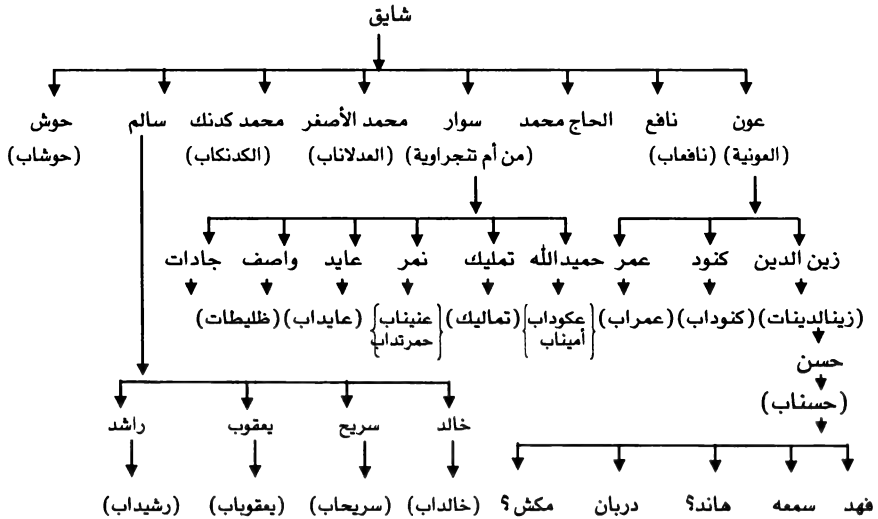 شايق
عون نافع الحاج محمد سوار محمد الأصفر محمد كدنك سالم حوش
(العونية) (نافعاب) (من أم تتجراوية) (العدلاناب) (الكدنكاب) (حوشاب)
زين الدين كنود عمر حميدالله تمليك نمر عايد واصف جادات
(زينالدينات) (كنوداب) (عمراب) {عكوداب (تماليك) {عنيناب (عايداب) (ظليطات)
أميناب} حمرتداب}
حسن
(حسناب)
خالد سريح يعقوب راشد
فهد سمعه هاند؟ دربان مكش؟ (خالداب) (سريحاب) (يعقوباب) (رشيداب)